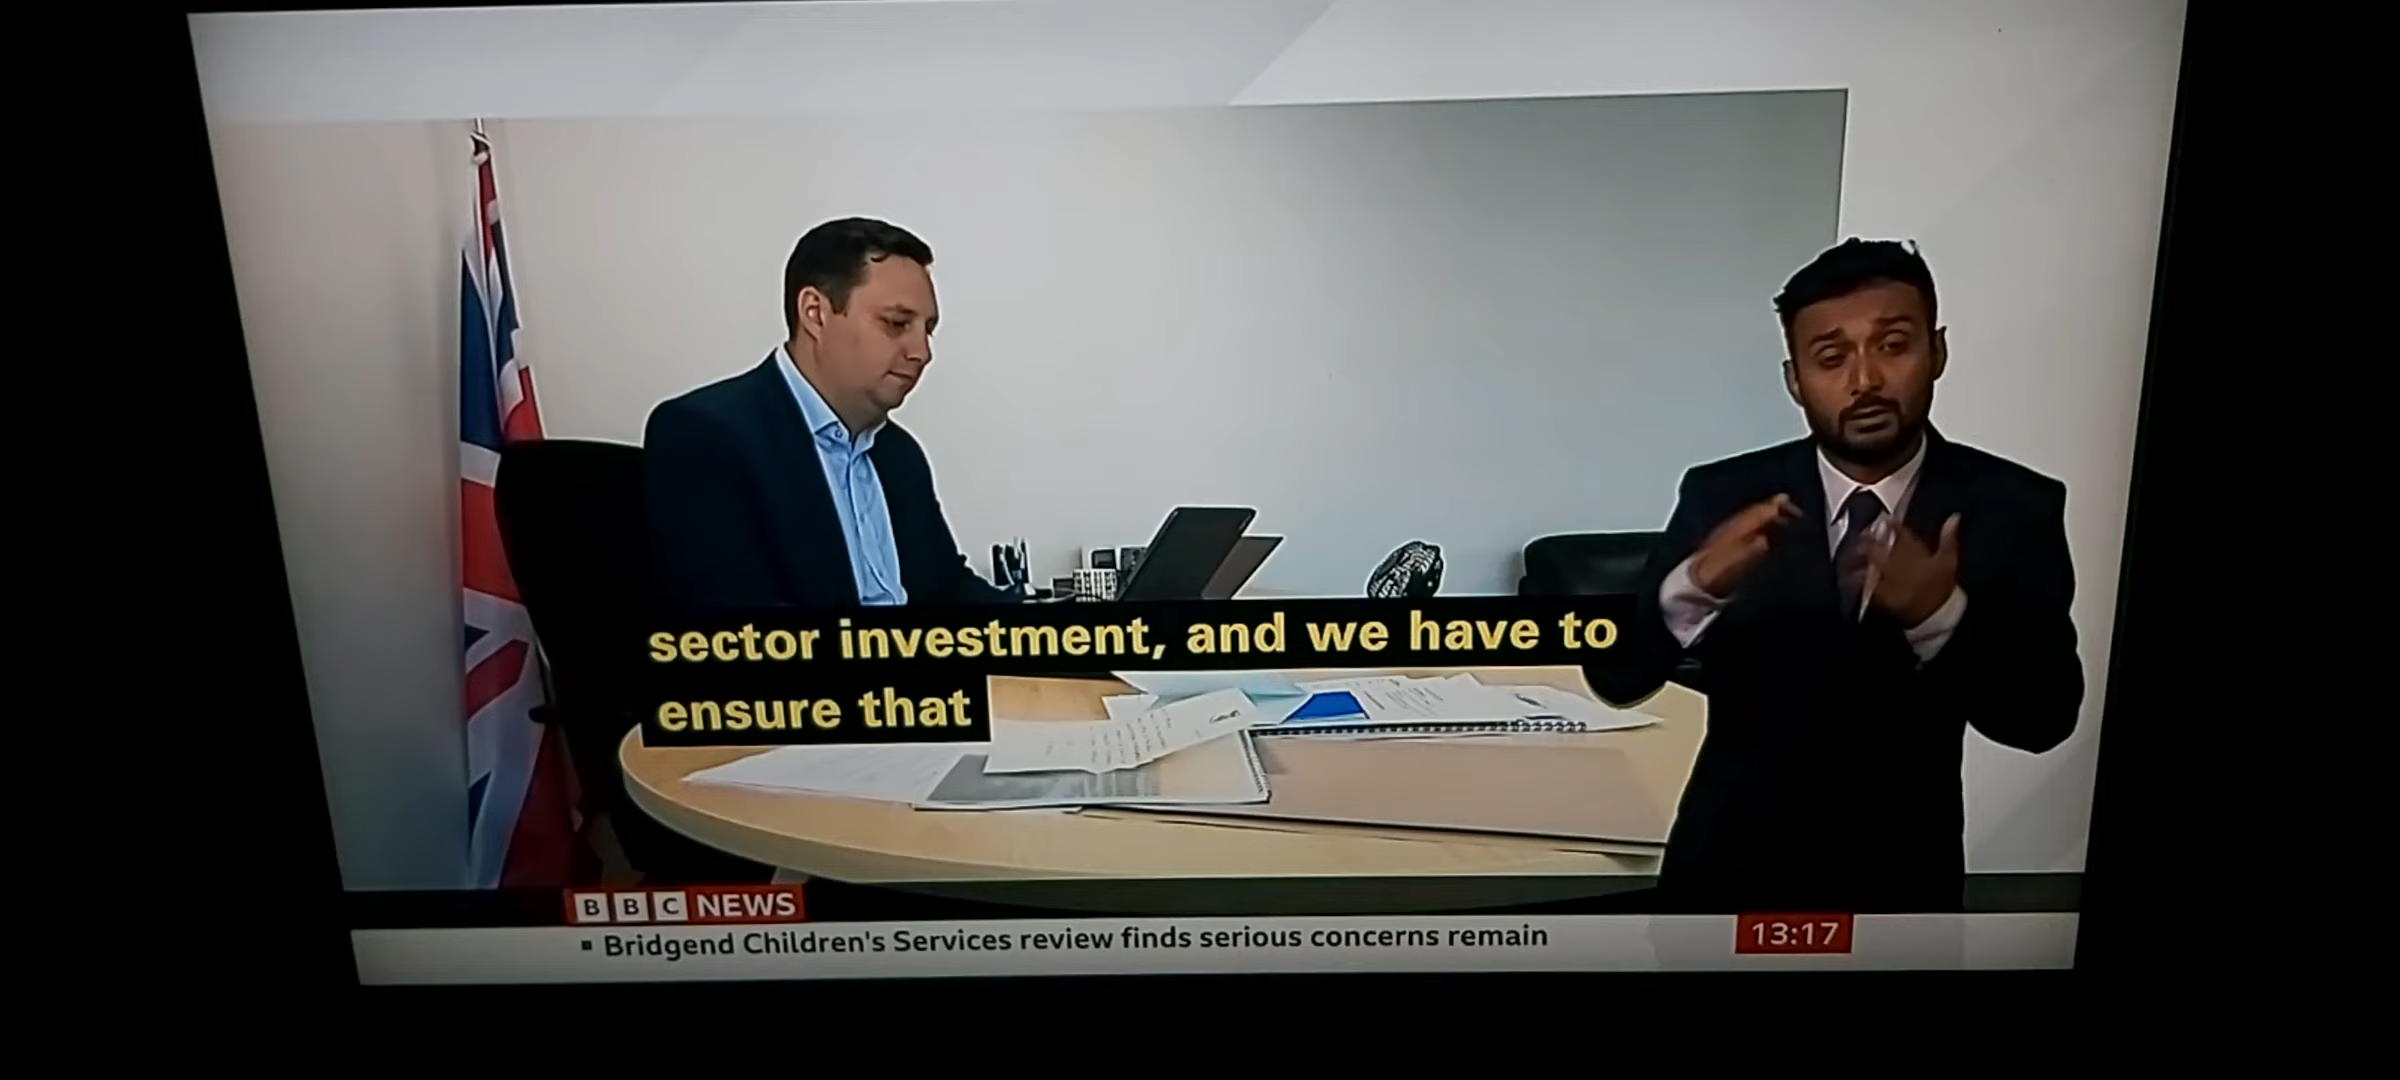 sector investment, and we have to
ensure that
BBC NEWS
▪ Bridgend Children's Services review finds serious concerns remain
13:17